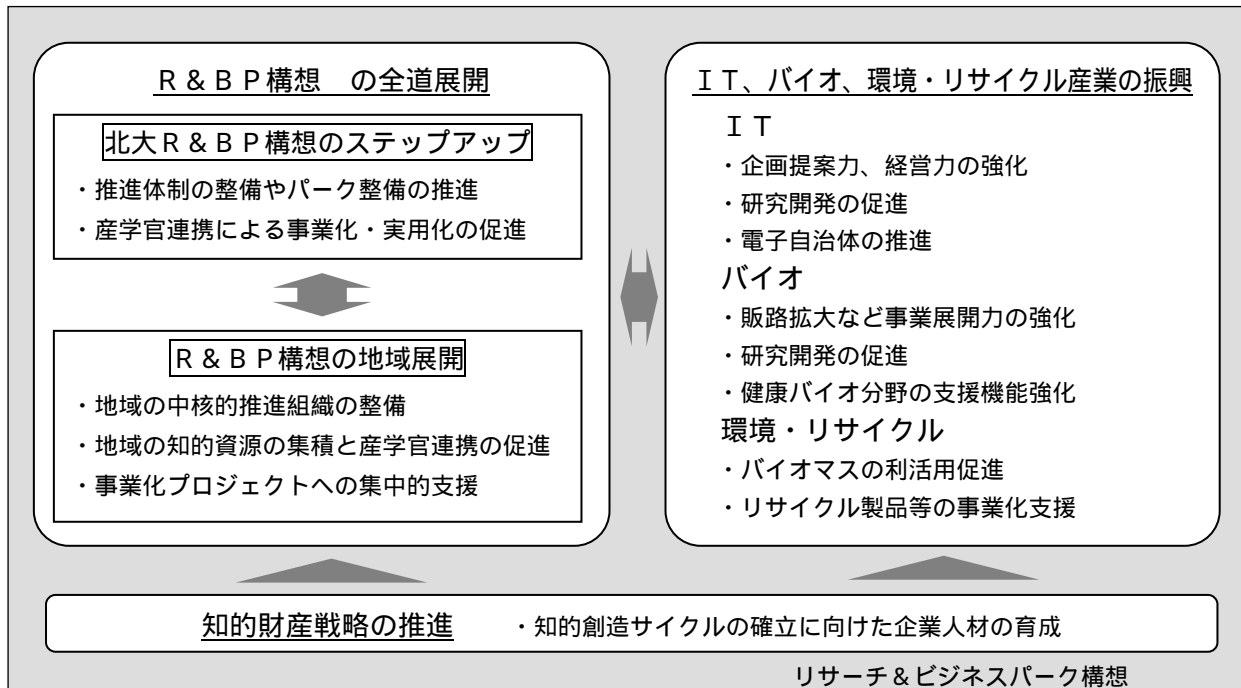 R&BP構想 の全道展開
北大R&BP構想のステップアップ
・推進体制の整備やパーク整備の推進
・産学官連携による事業化・実用化の促進
R&BP構想の地域展開
・地域の中核的推進組織の整備
・地域の知的資源の集積と産学官連携の促進
・事業化プロジェクトへの集中的支援
IT、バイオ、環境・リサイクル産業の振興
IT
・企画提案力、経営力の強化
・研究開発の促進
・電子自治体の推進
バイオ
・販路拡大など事業展開力の強化
・研究開発の促進
・健康バイオ分野の支援機能強化
環境・リサイクル
・バイオマスの利活用促進
・リサイクル製品等の事業化支援
知的財産戦略の推進 ・知的創造サイクルの確立に向けた企業人材の育成
リサーチ&ビジネスパーク構想